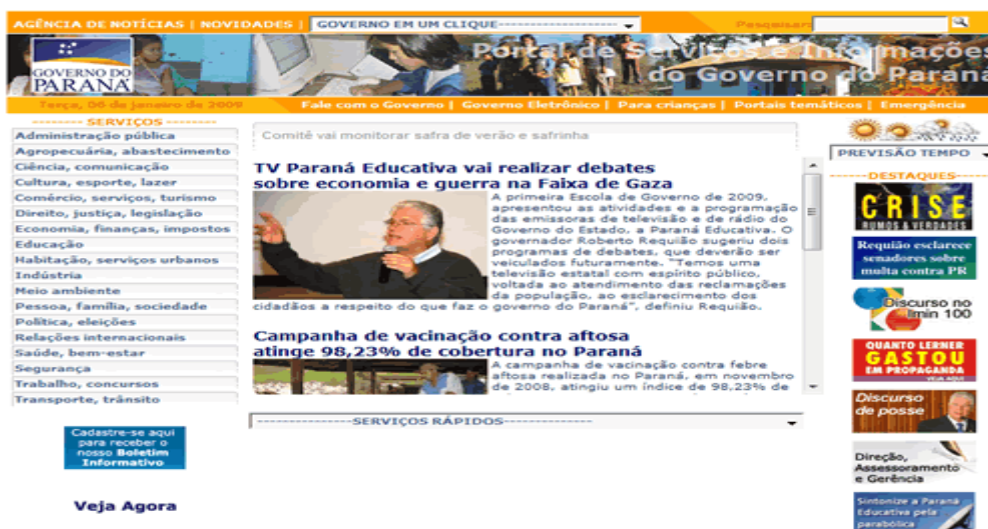 AGÊNCIA DE NOTÍCIAS | NOVIDADES |
GOVERNO EM UM CLIQUE------------------
Pesquisar:
GOVERNO DO
PARANÁ
Portal de Serviços e Informações
do Governo do Paraná
Terça, 06 de janeiro de 2009
Fale com o Governo | Governo Eletrônico | Para crianças | Portais temáticos | Emergência
-------- SERVIÇOS --------
Administração pública
Agropecuária, abastecimento
Ciência, comunicação
Cultura, esporte, lazer
Comércio, serviços, turismo
Direito, justiça, legislação
Economia, finanças, impostos
Educação
Habitação, serviços urbanos
Indústria
Meio ambiente
Pessoa, família, sociedade
Política, eleições
Relações internacionais
Saúde, bem-estar
Segurança
Trabalho, concursos
Transporte, trânsito
Cadastre-se aqui
para receber o
nosso Boletim
Informativo
Veja Agora
Comitê vai monitorar safra de verão e safrinha
TV Paraná Educativa vai realizar debates
sobre economia e guerra na Faixa de Gaza
A primeira Escola de Governo de 2009,
apresentou as atividades e a programação
das emissoras de televisão e de rádio do
Governo do Estado, a Paraná Educativa. O
governador Roberto Requião sugeriu dois
programas de debates, que deverão ser
veiculados futuramente. "Temos uma
televisão estatal com espírito público,
voltada ao atendimento das reclamações
da população, ao esclarecimento dos
cidadãos a respeito do que faz o governo do Paraná", definiu Requião.
Campanha de vacinação contra aftosa
atinge 98,23% de cobertura no Paraná
A campanha de vacinação contra febre
aftosa realizada no Paraná, em novembro
de 2008, atingiu um índice de 98,23% de
--------------SERVIÇOS RÁPIDOS-------------
PREVISÃO TEMPO
-----DESTAQUES-----
CRISE
RUMOS & VERDADES
Requião esclarece
senadores sobre
multa contra PR
Discurso no
lmin 100
QUANTO LERNER
GASTOU
EM PROPAGANDA
VEJA AQUI
Discurso
de posse
Direção,
Assessoramento
e Gerência
Sintonize a Paraná
Educativa pela
parabólica